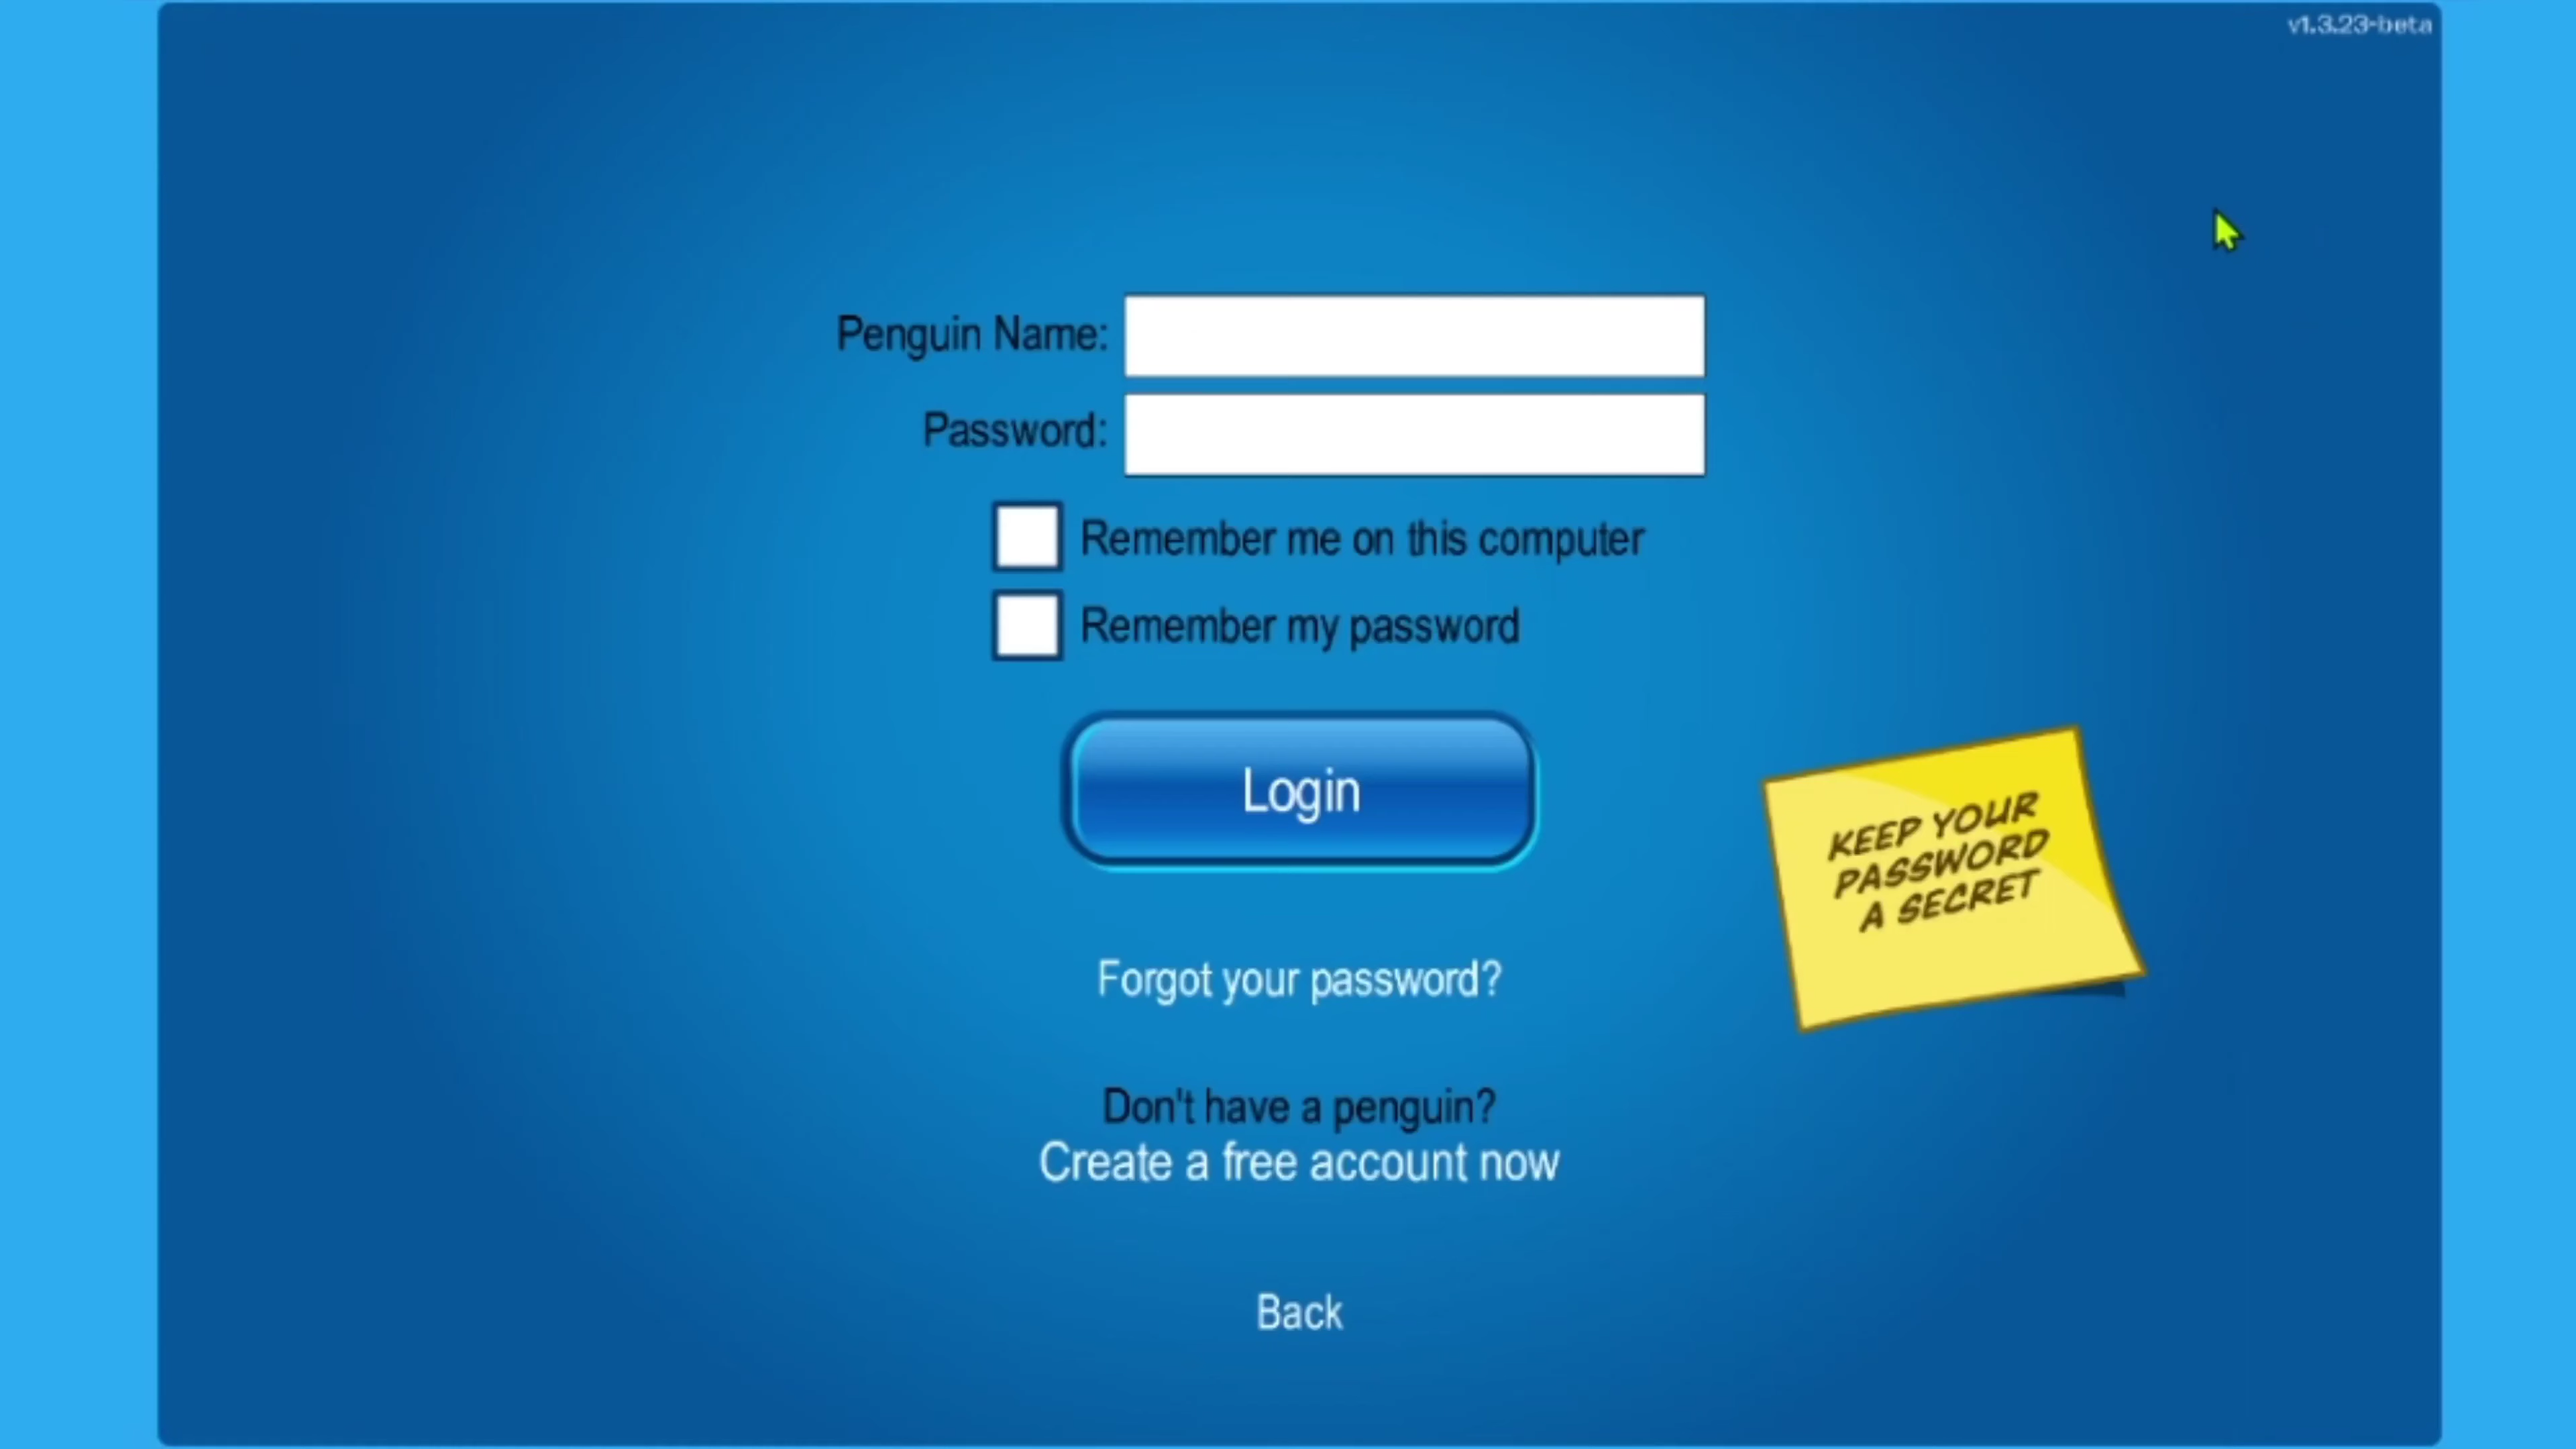 v1.3.23-beta
Penguin Name:
Password:
Remember me on this computer
Remember my password
Login
KEEP YOUR
PASSWORD
A SECRET
Forgot your password?
Don't have a penguin?
Create a free account now
Back